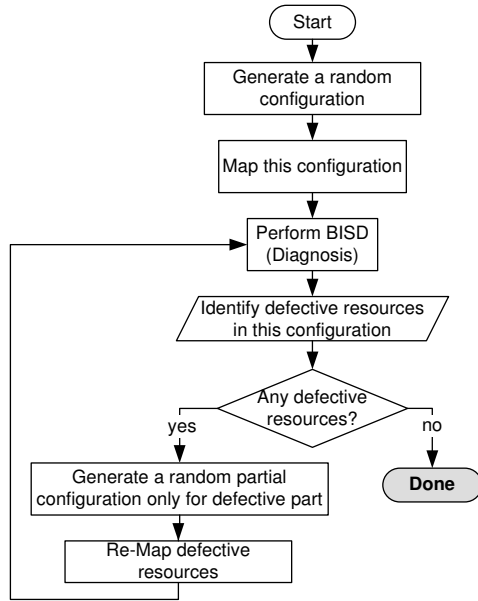 Start
Generate a random
configuration
Map this configuration
Perform BISD
(Diagnosis)
Identify defective resources
in this configuration
Any defective
resources?
yes
no
Generate a random partial
configuration only for defective part
Done
Re-Map defective
resources